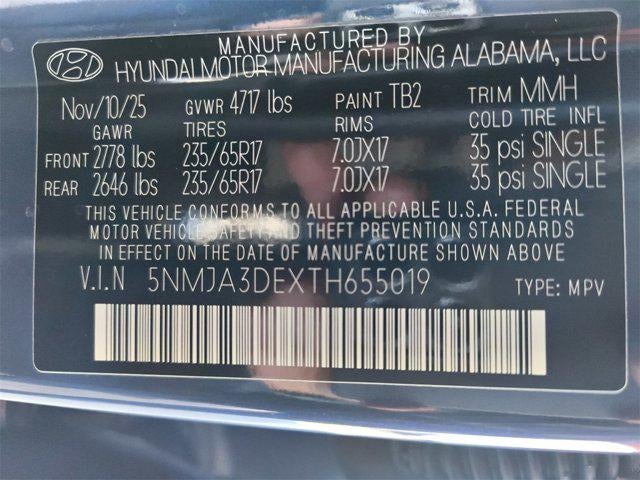 MANUFACTURED BY
HYUNDAI MOTOR MANUFACTURING ALABAMA, LLC
Nov/10/25 GVWR 4717 lbs PAINT TB2 TRIM MMH
GAWR TIRES RIMS COLD TIRE INFL
FRONT 2778 lbs 235/65R17 7.0JX17 35 psi SINGLE
REAR 2646 lbs 235/65R17 7.0JX17 35 psi SINGLE
THIS VEHICLE CONFORMS TO ALL APPLICABLE U.S.A. FEDERAL
MOTOR VEHICLE SAFETY AND THEFT PREVENTION STANDARDS
IN EFFECT ON THE DATE OF MANUFACTURE SHOWN ABOVE
V.I.N 5NMJA3DEXTH655019 TYPE: MPV